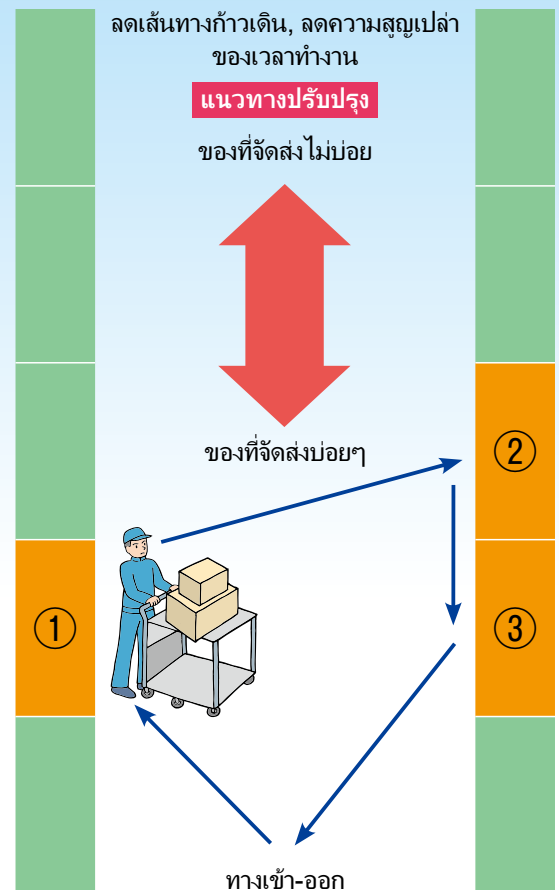 ลดเส้นทางก้าวเดิน, ลดความสูญเปล่า
ของเวลาทำงาน
แนวทางปรับปรุง
ของที่จัดส่งไม่บ่อย
ของที่จัดส่งบ่อยๆ
②
①
③
ทางเข้า-ออก